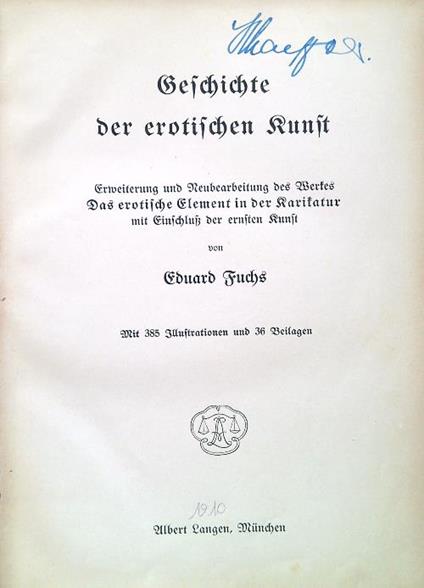 Geschichte
der erotischen Kunst
Erweiterung und Neubearbeitung des Werkes
Das erotische Element in der Karikatur
mit Einschluß der ernsten Kunst
von
Eduard Fuchs
Mit 385 Illustrationen und 36 Beilagen
AL
1910
Albert Langen, München